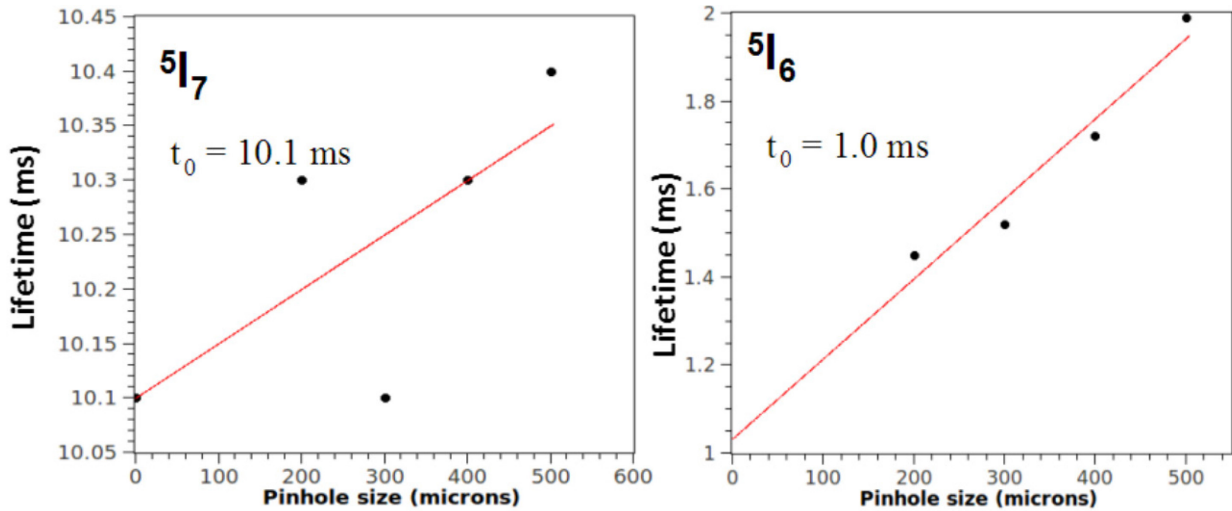 10.45
10.4
10.35
10.3
10.25
10.2
10.15
10.1
10.05
Lifetime (ms)
⁵I₇
t₀ = 10.1 ms
0 100 200 300 400 500 600
Pinhole size (microns)
2
1.8
1.6
1.4
1.2
1
Lifetime (ms)
⁵I₆
t₀ = 1.0 ms
0 100 200 300 400 500
Pinhole size (microns)